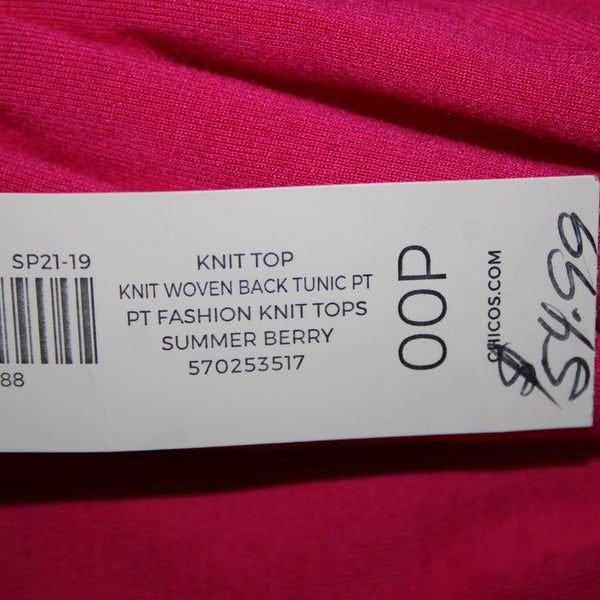 SP21-19
88
KNIT TOP
KNIT WOVEN BACK TUNIC PT
PT FASHION KNIT TOPS
SUMMER BERRY
570253517
00P
CHICOS.COM
$54.99